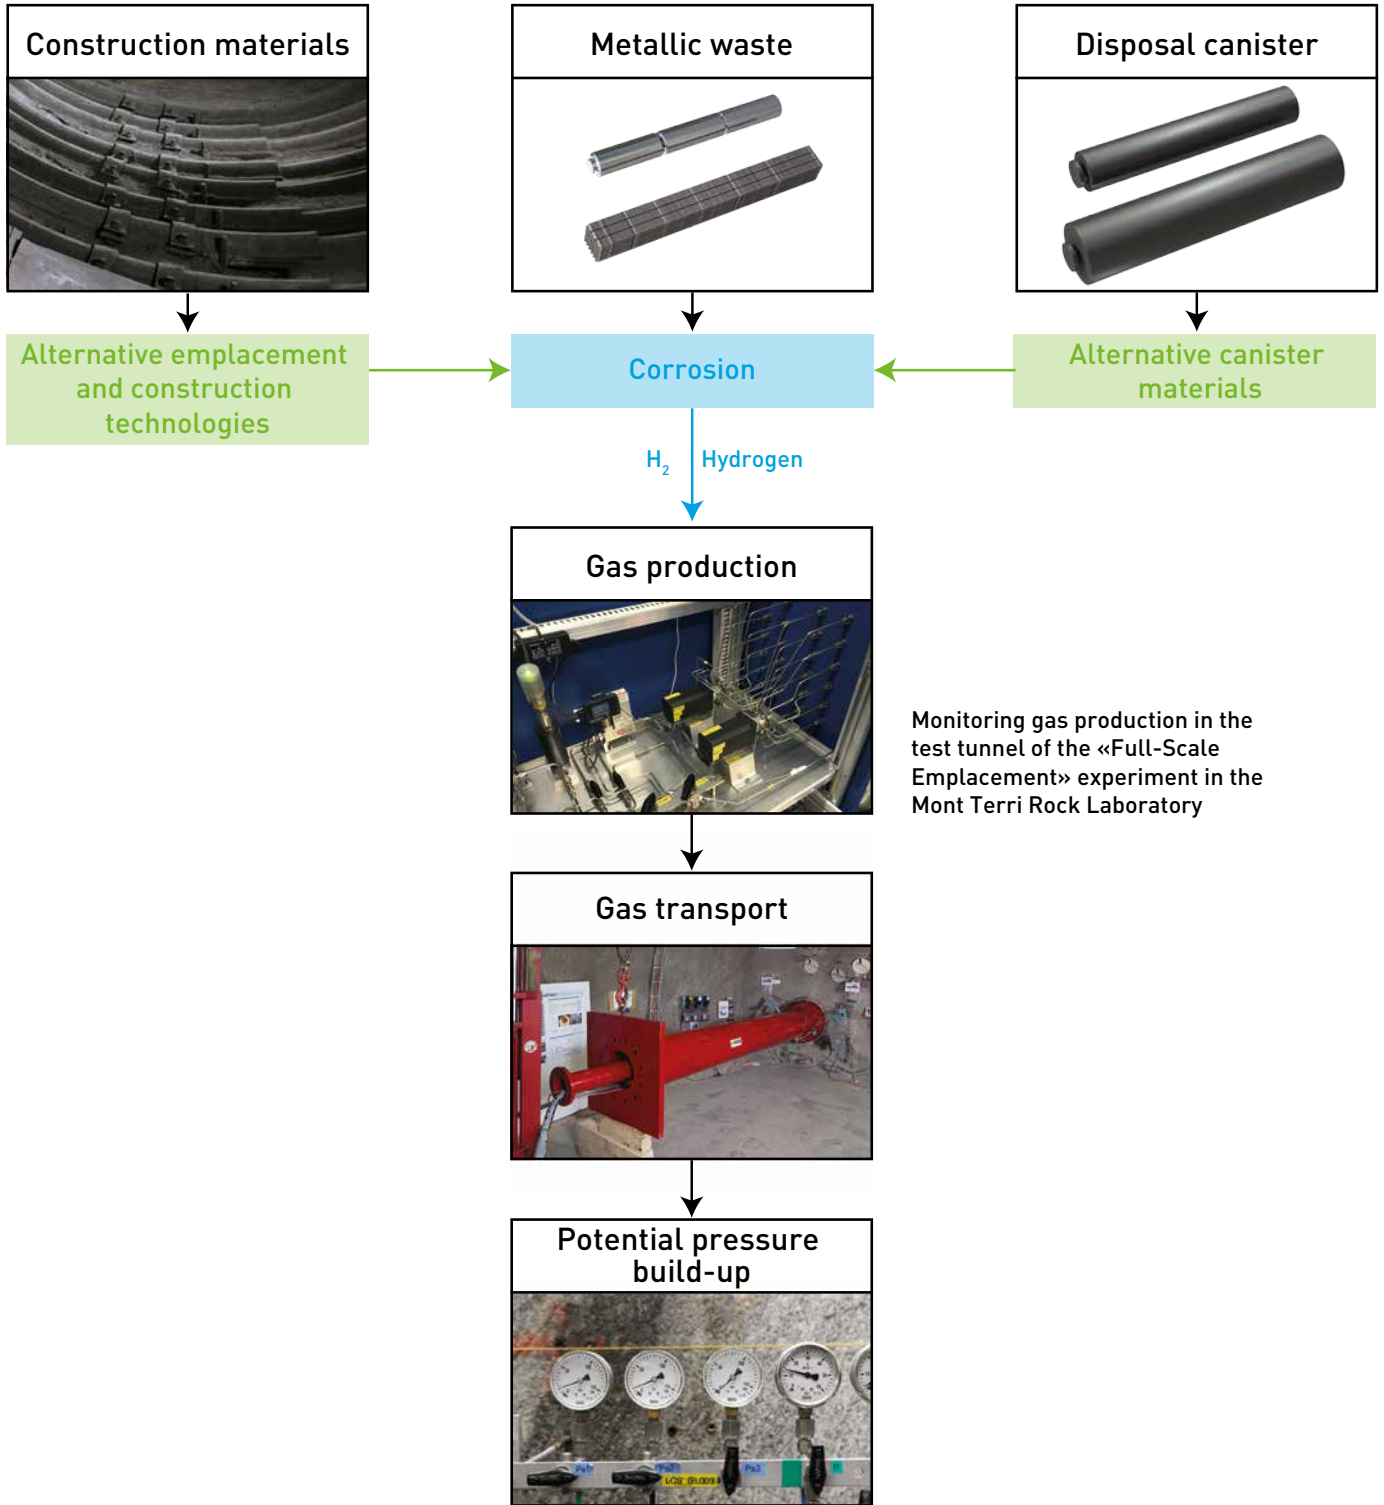 Construction materials
Metallic waste
Disposal canister
Alternative emplacement
and construction
technologies
Corrosion
Alternative canister
materials
H₂ Hydrogen
Gas production
Monitoring gas production in the
test tunnel of the «Full-Scale
Emplacement» experiment in the
Mont Terri Rock Laboratory
Gas transport
Potential pressure
build-up
Pa3